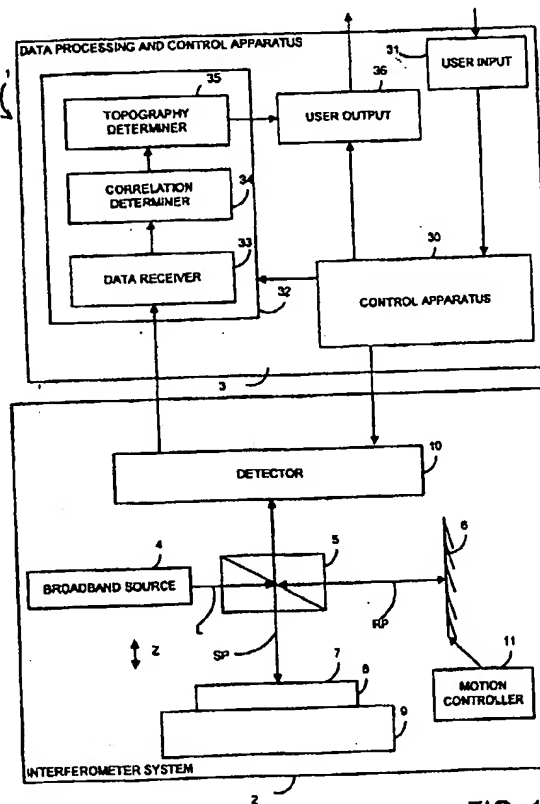 DATA PROCESSING AND CONTROL APPARATUS
31
USER INPUT
1
35
TOPOGRAPHY DETERMINER
36
USER OUTPUT
34
CORRELATION DETERMINER
33
DATA RECEIVER
30
CONTROL APPARATUS
32
3
10
DETECTOR
4
BROADBAND SOURCE
5
6
L
RP
SP
Z
7
8
9
11
MOTION CONTROLLER
INTERFEROMETER SYSTEM
2